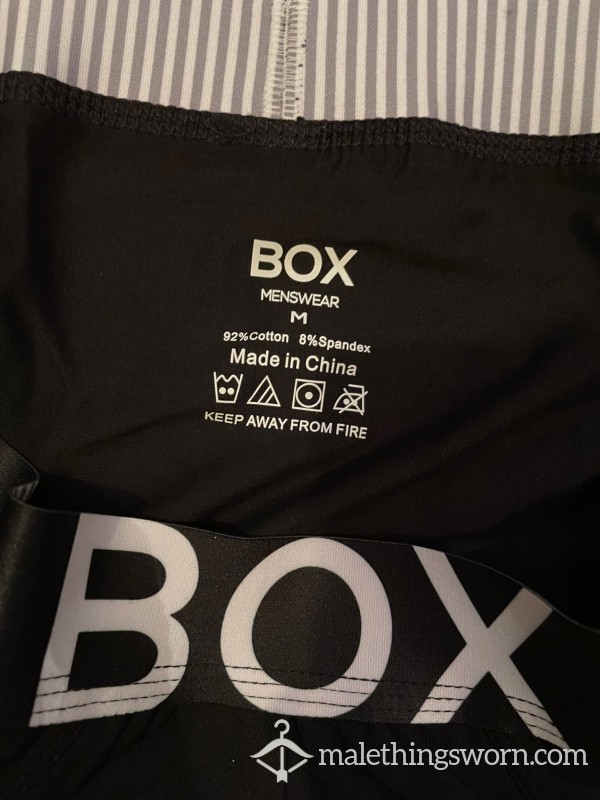 BOX
MENSWEAR
M
92%Cotton 8%Spandex
Made in China
KEEP AWAY FROM FIRE
BOX
malethingsworn.com